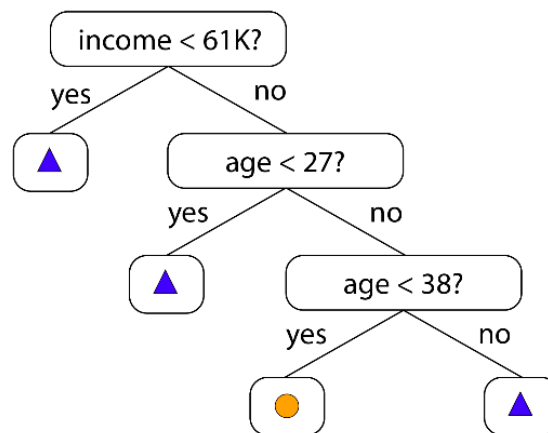 income < 61K?
yes
no
age < 27?
yes
no
age < 38?
yes
no